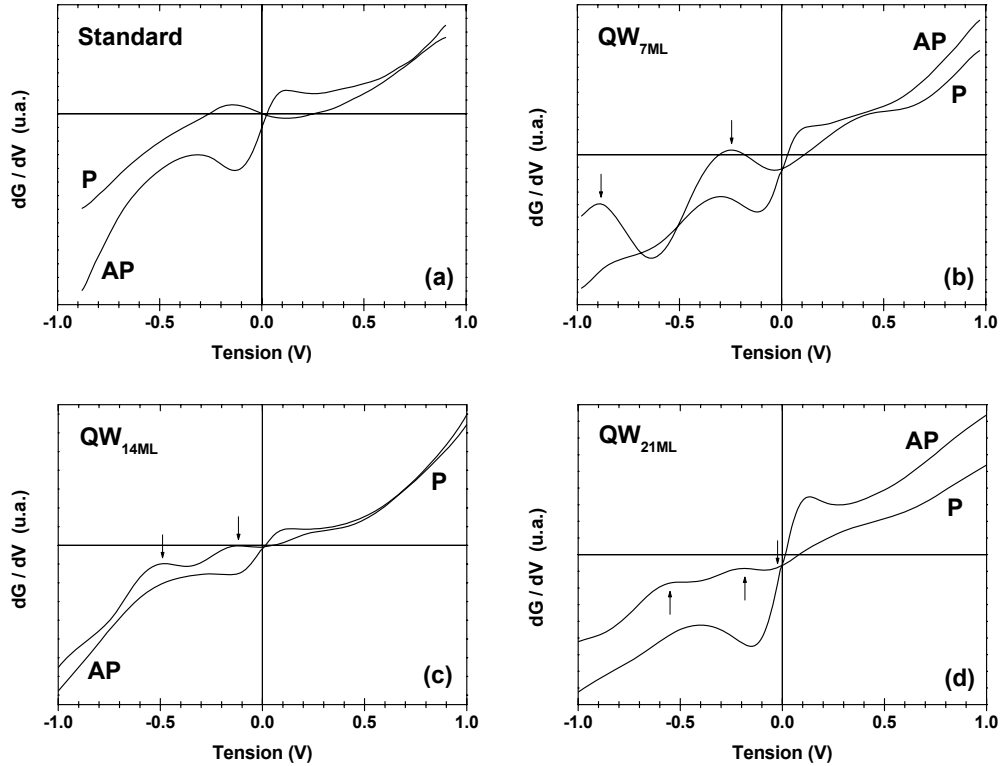 Standard
P
AP
(a)
dG / dV (u.a.)
-1.0 -0.5 0.0 0.5 1.0
Tension (V)
QW7ML
AP
P
(b)
dG / dV (u.a.)
-1.0 -0.5 0.0 0.5 1.0
Tension (V)
QW14ML
P
AP
(c)
dG / dV (u.a.)
-1.0 -0.5 0.0 0.5 1.0
Tension (V)
QW21ML
AP
P
(d)
dG / dV (u.a.)
-1.0 -0.5 0.0 0.5 1.0
Tension (V)